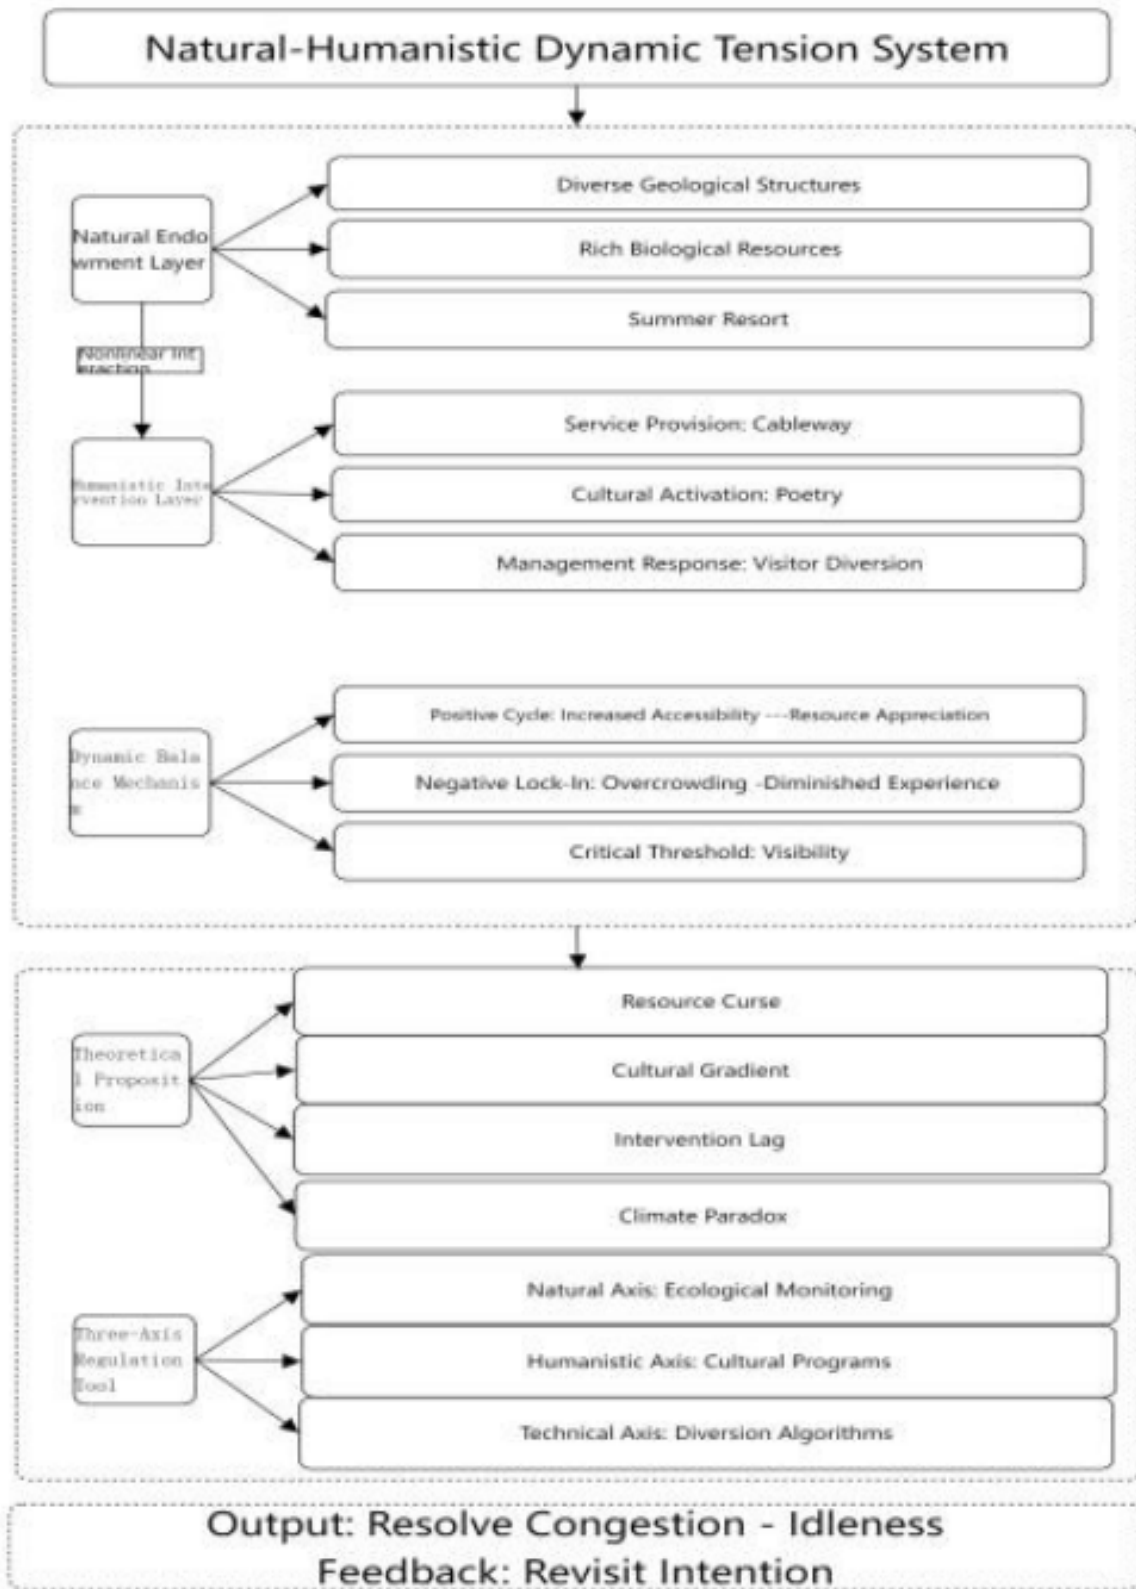 Natural-Humanistic Dynamic Tension System
Diverse Geological Structures
Natural Endo
wment Layer
Rich Biological Resources
Summer Resort
Nonlinear Int
eraction
Service Provision: Cableway
Humanistic Inte
rvention Layer
Cultural Activation: Poetry
Management Response: Visitor Diversion
Positive Cycle: Increased Accessibility ---Resource Appreciation
Dynamic Bala
nce Mechanis
m
Negative Lock-In: Overcrowding -Diminished Experience
Critical Threshold: Visibility
Resource Curse
Theoretica
l Proposit
ion
Cultural Gradient
Intervention Lag
Climate Paradox
Natural Axis: Ecological Monitoring
Three-Axis
Regulation
Tool
Humanistic Axis: Cultural Programs
Technical Axis: Diversion Algorithms
Output: Resolve Congestion - Idleness
Feedback: Revisit Intention